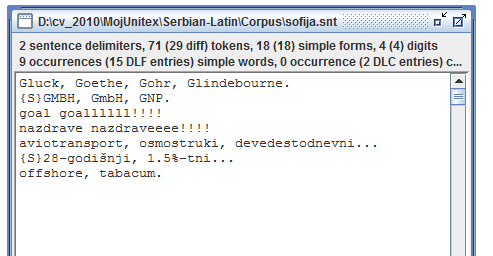 D:\cv_2010\MojUnitex\Serbian-Latin\Corpus\sofija.snt
2 sentence delimiters, 71 (29 diff) tokens, 18 (18) simple forms, 4 (4) digits
9 occurrences (15 DLF entries) simple words, 0 occurrence (2 DLC entries) c...
Gluck, Goethe, Gohr, Glindebourne.
{S}GMBH, GmbH, GNP.
goal goallllll!!!!
nazdrave nazdraveeee!!!!
aviotransport, osmostruki, devedestodnevni...
{S}28-godišnji, 1.5%-tni...
offshore, tabacum.